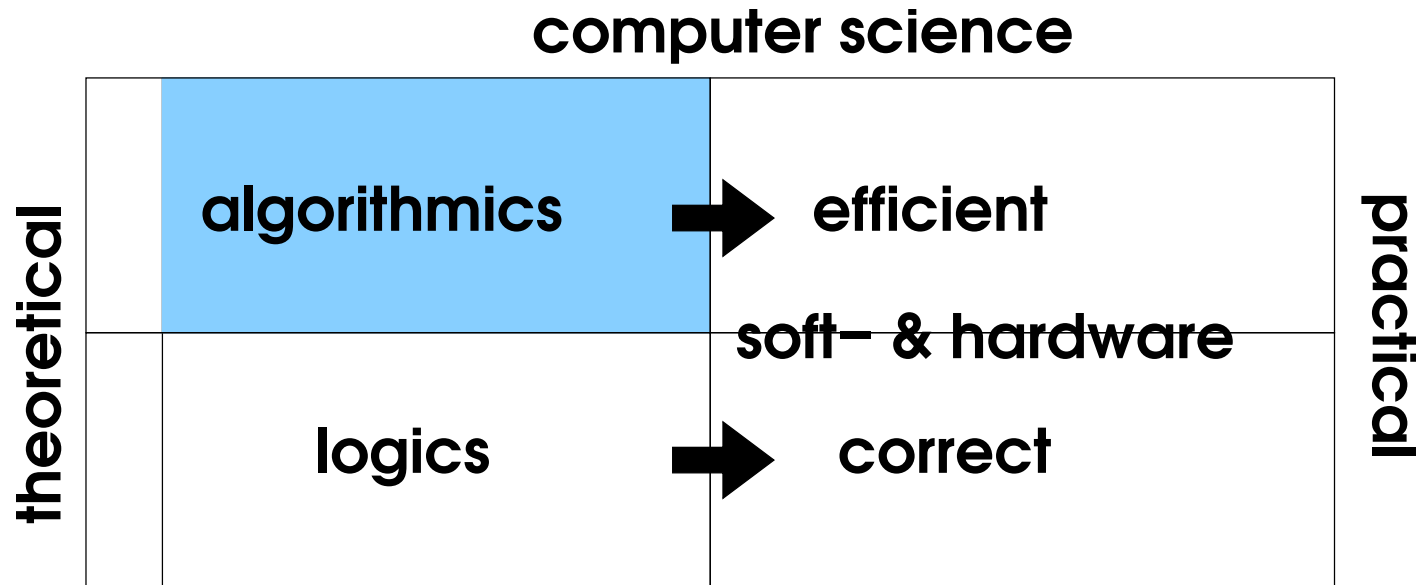 computer science
theoretical
algorithmics
efficient
soft– & hardware
logics
correct
practical